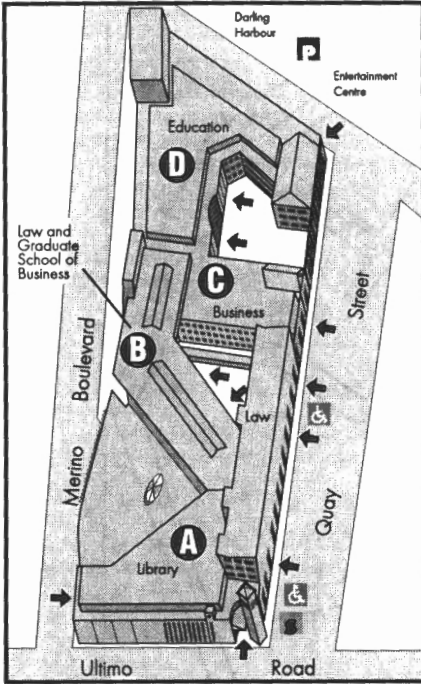 Darling
Harbour
P
Entertainment
Centre
Education
D
Law and
Graduate
School of
Business
C
Business
Street
Boulevard
B
Law
Merino
Quay
A
Library
Ultimo
Road